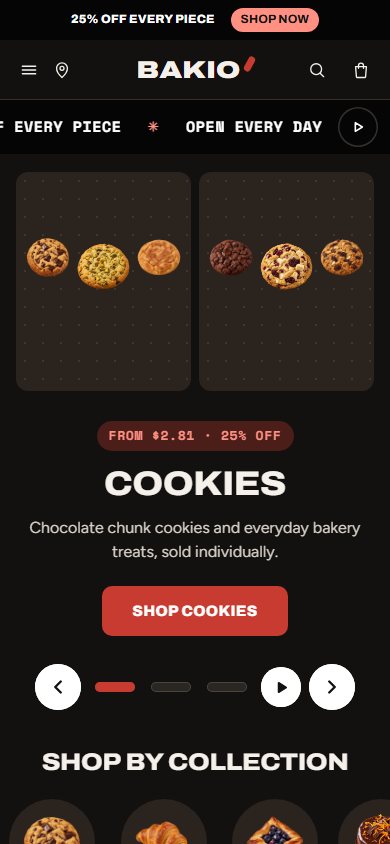 25% OFF EVERY PIECE SHOP NOW
BAKIO
EVERY PIECE ✳ OPEN EVERY DAY
FROM $2.81 · 25% OFF
COOKIES
Chocolate chunk cookies and everyday bakery
treats, sold individually.
SHOP COOKIES
SHOP BY COLLECTION